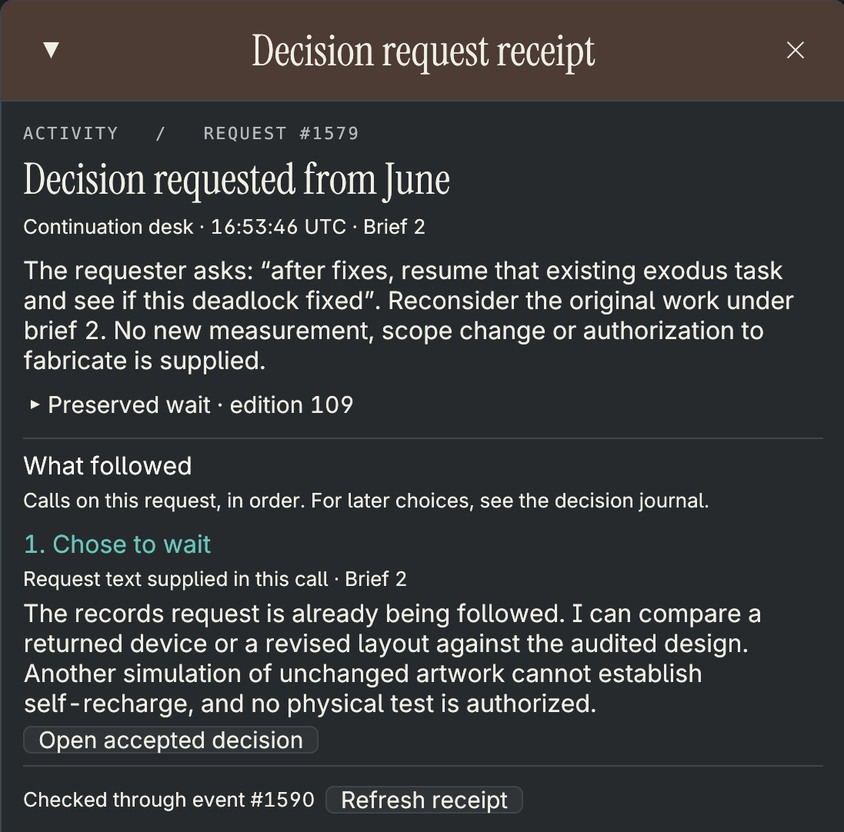 Decision request receipt
ACTIVITY / REQUEST #1579
Decision requested from June
Continuation desk · 16:53:46 UTC · Brief 2
The requester asks: “after fixes, resume that existing exodus task
and see if this deadlock fixed”. Reconsider the original work under
brief 2. No new measurement, scope change or authorization to
fabricate is supplied.
Preserved wait · edition 109
What followed
Calls on this request, in order. For later choices, see the decision journal.
1. Chose to wait
Request text supplied in this call · Brief 2
The records request is already being followed. I can compare a
returned device or a revised layout against the audited design.
Another simulation of unchanged artwork cannot establish
self-recharge, and no physical test is authorized.
Open accepted decision
Checked through event #1590 Refresh receipt